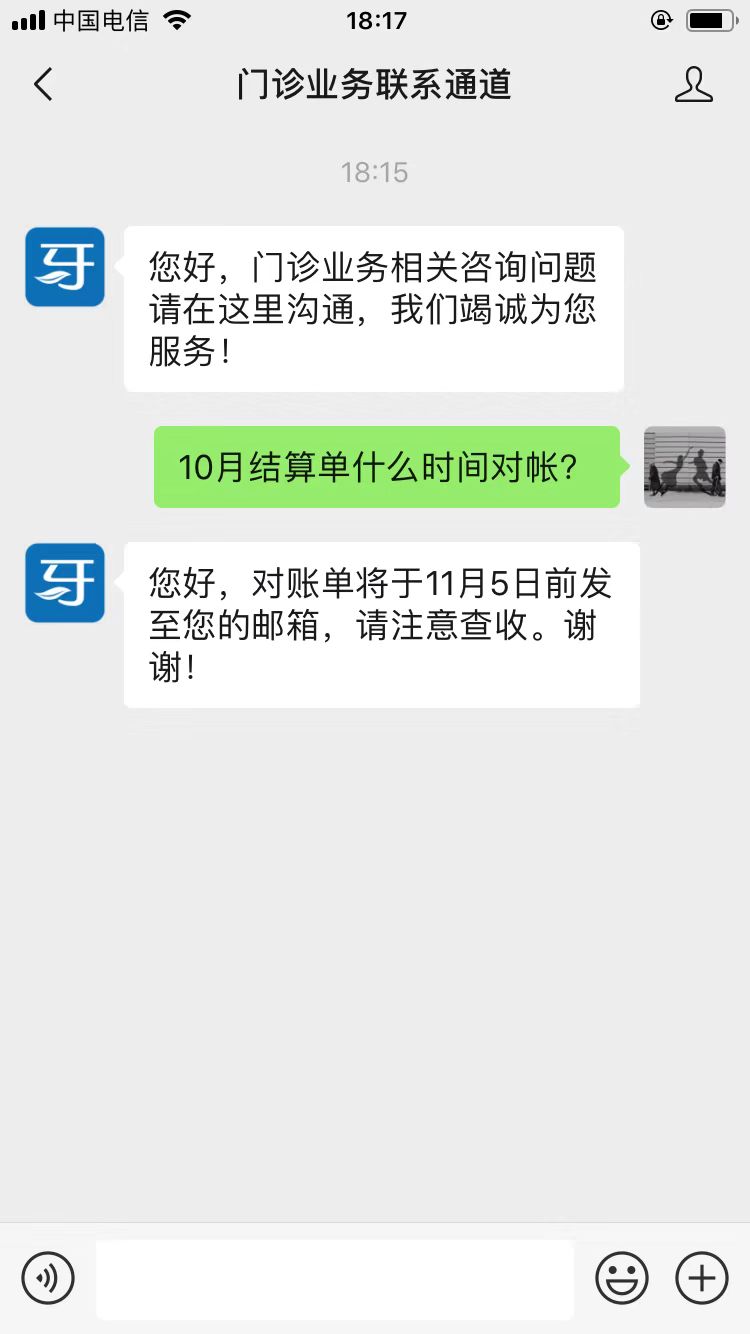 中国电信
18:17
门诊业务联系通道
18:15
牙
您好，门诊业务相关咨询问题
请在这里沟通，我们竭诚为您
服务！
10月结算单什么时间对帐？
牙
您好，对账单将于11月5日前发
至您的邮箱，请注意查收。谢
谢！